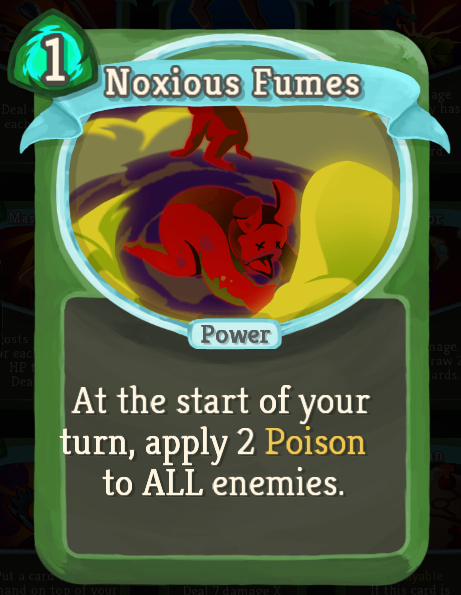 1
Noxious Fumes
Power
At the start of your
turn, apply 2 Poison
to ALL enemies.